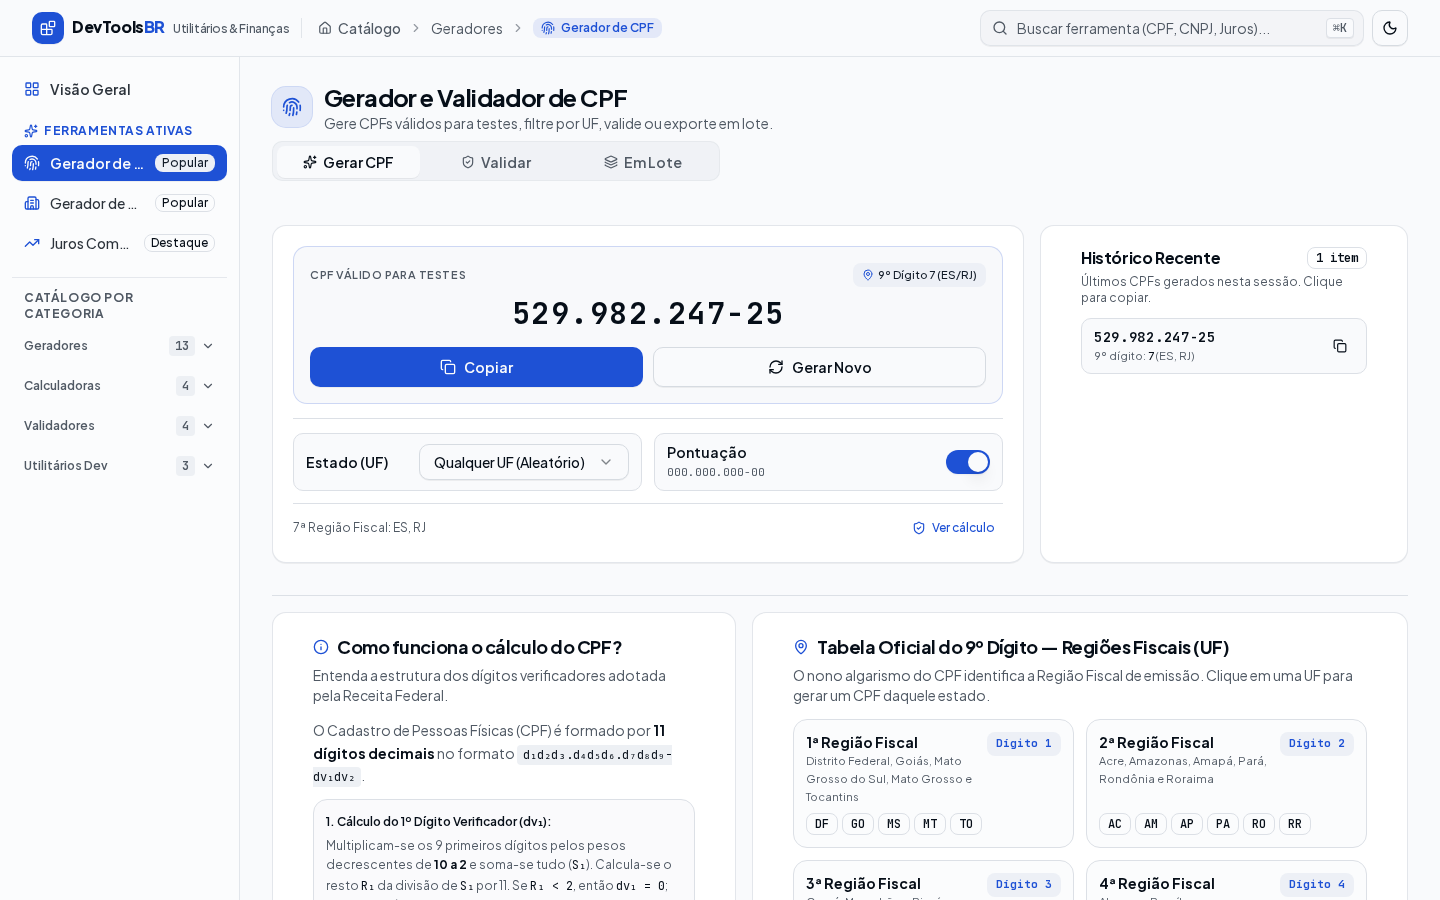 DevToolsBR Utilitários & Finanças
Catálogo > Geradores > Gerador de CPF
Buscar ferramenta (CPF, CNPJ, Juros)... ⌘K
Visão Geral
FERRAMENTAS ATIVAS
Gerador de ... Popular
Gerador de ... Popular
Juros Com... Destaque
CATÁLOGO POR
CATEGORIA
Geradores 13
Calculadoras 4
Validadores 4
Utilitários Dev 3
Gerador e Validador de CPF
Gere CPFs válidos para testes, filtre por UF, valide ou exporte em lote.
Gerar CPF Validar Em Lote
CPF VÁLIDO PARA TESTES
9º Dígito 7 (ES/RJ)
529.982.247-25
Copiar Gerar Novo
Estado (UF) Qualquer UF (Aleatório)
Pontuação
000.000.000-00
7ª Região Fiscal: ES, RJ
Ver cálculo
Histórico Recente 1 item
Últimos CPFs gerados nesta sessão. Clique
para copiar.
529.982.247-25
9º dígito: 7 (ES, RJ)
Como funciona o cálculo do CPF?
Entenda a estrutura dos dígitos verificadores adotada
pela Receita Federal.
O Cadastro de Pessoas Físicas (CPF) é formado por 11
dígitos decimais no formato d₁d₂d₃.d₄d₅d₆.d₇d₈d₉-
dv₁dv₂ .
1. Cálculo do 1º Dígito Verificador (dv₁):
Multiplicam-se os 9 primeiros dígitos pelos pesos
decrescentes de 10 a 2 e soma-se tudo (S₁). Calcula-se o
resto R₁ da divisão de S₁ por 11. Se R₁ < 2, então dv₁ = 0;
Tabela Oficial do 9º Dígito — Regiões Fiscais (UF)
O nono algarismo do CPF identifica a Região Fiscal de emissão. Clique em uma UF para
gerar um CPF daquele estado.
1ª Região Fiscal Dígito 1
Distrito Federal, Goiás, Mato
Grosso do Sul, Mato Grosso e
Tocantins
DF GO MS MT TO
2ª Região Fiscal Dígito 2
Acre, Amazonas, Amapá, Pará,
Rondônia e Roraima
AC AM AP PA RO RR
3ª Região Fiscal Dígito 3
4ª Região Fiscal Dígito 4